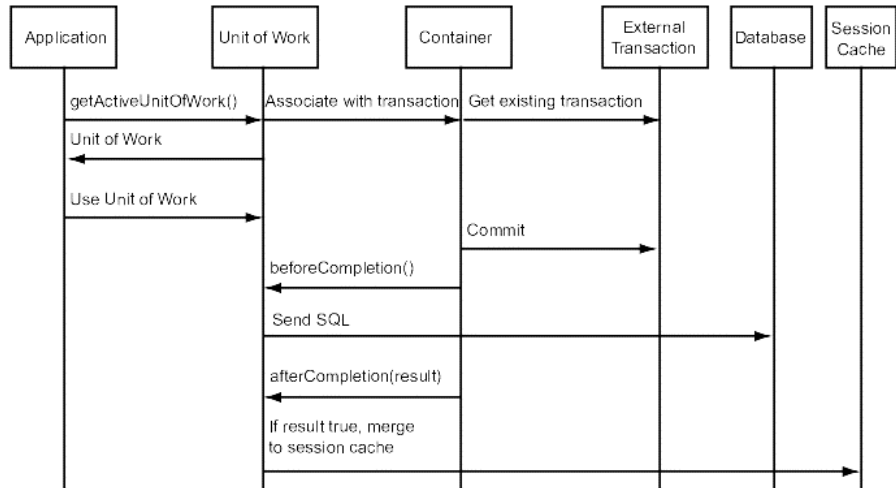 Application
Unit of Work
Container
External
Transaction
Database
Session
Cache
getActiveUnitOfWork()
Associate with transaction
Get existing transaction
Unit of Work
Use Unit of Work
Commit
beforeCompletion()
Send SQL
afterCompletion(result)
If result true, merge
to session cache